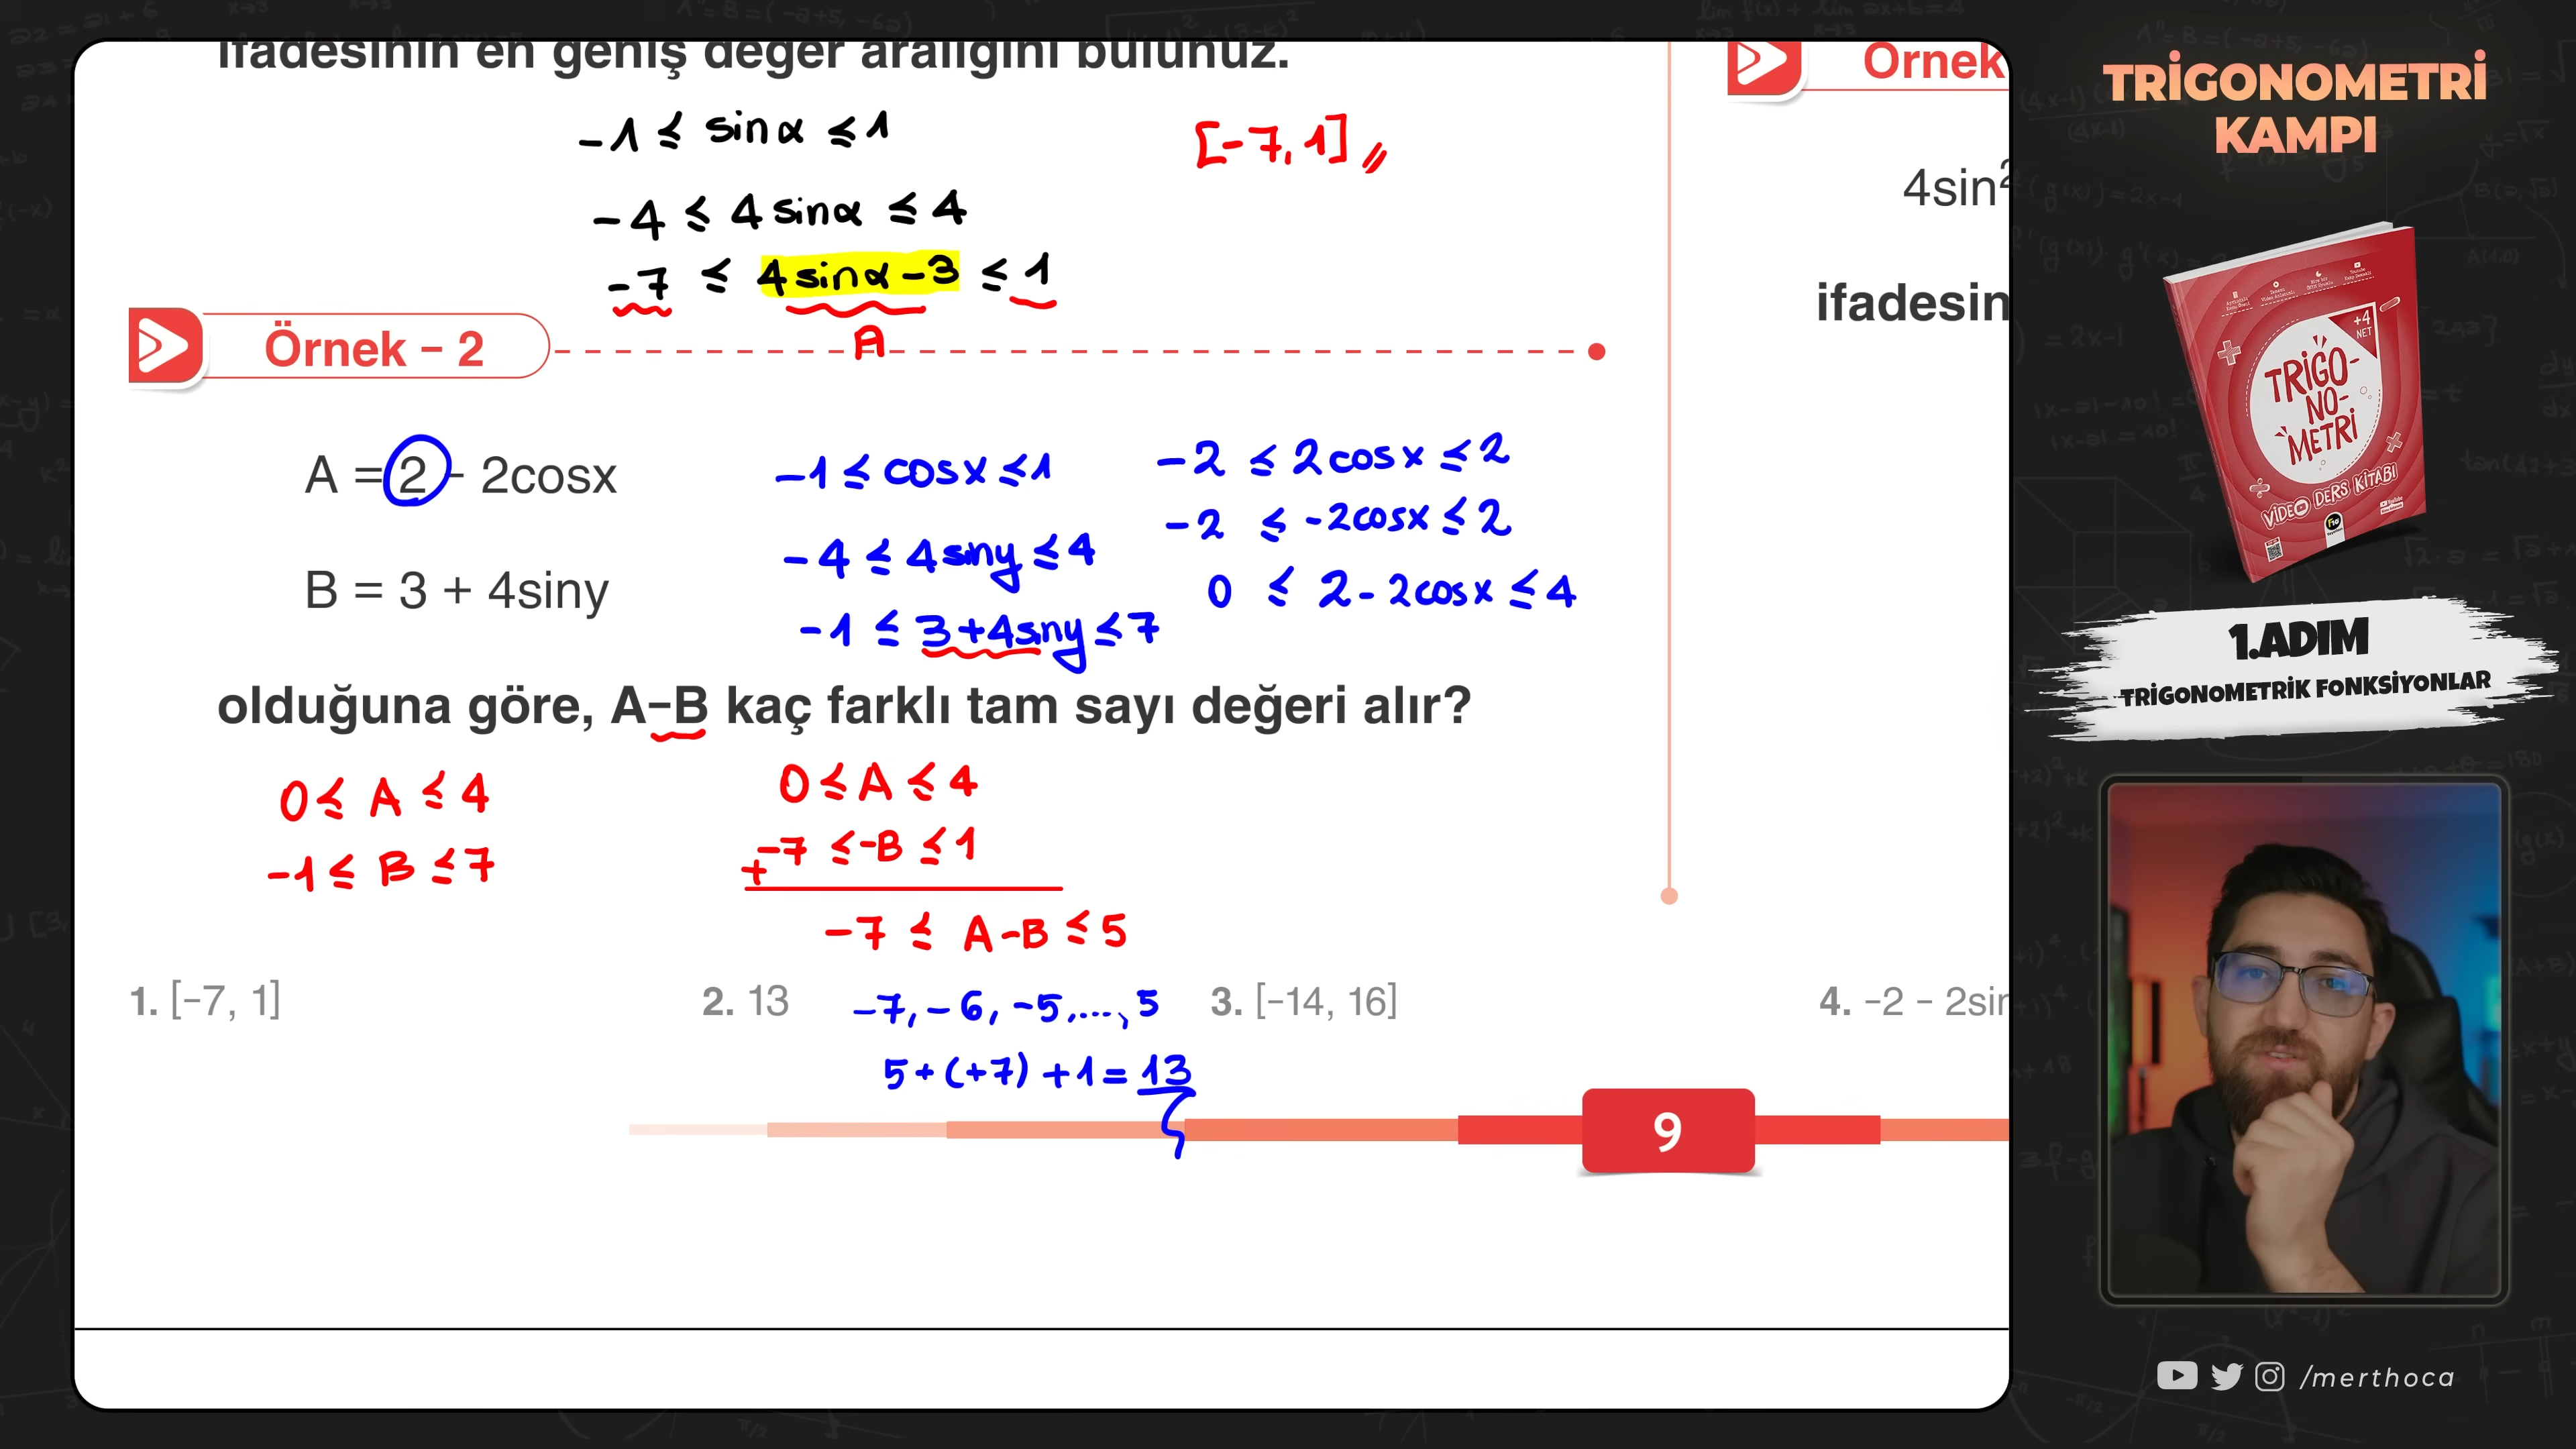 ifadesinin en geniş değer aralığını bulunuz.
-1 ≤ sinα ≤ 1
[-7, 1]
-4 ≤ 4sinα ≤ 4
-7 ≤ 4sinα-3 ≤ 1
A
Örnek – 2
A = 2 - 2cosx
B = 3 + 4siny
-1 ≤ cosx ≤ 1
-4 ≤ 4siny ≤ 4
-1 ≤ 3+4sny ≤ 7
-2 ≤ 2cosx ≤ 2
-2 ≤ -2cosx ≤ 2
0 ≤ 2-2cosx ≤ 4
olduğuna göre, A–B kaç farklı tam sayı değeri alır?
0 ≤ A ≤ 4
-1 ≤ B ≤ 7
0 ≤ A ≤ 4
+ -7 ≤ -B ≤ 1
-7 ≤ A-B ≤ 5
-7, -6, -5, ...., 5
5+(+7)+1=13
1. [–7, 1]
2. 13
3. [–14, 16]
4. –2 – 2sin
9
Örnek
4sin²
ifadesin
TRİGONOMETRİ
KAMPI
+4
NET
TRİGO-
NO-
METRİ
VİDEO DERS KİTABI
1.ADIM
TRİGONOMETRİK FONKSİYONLAR
/merthoca